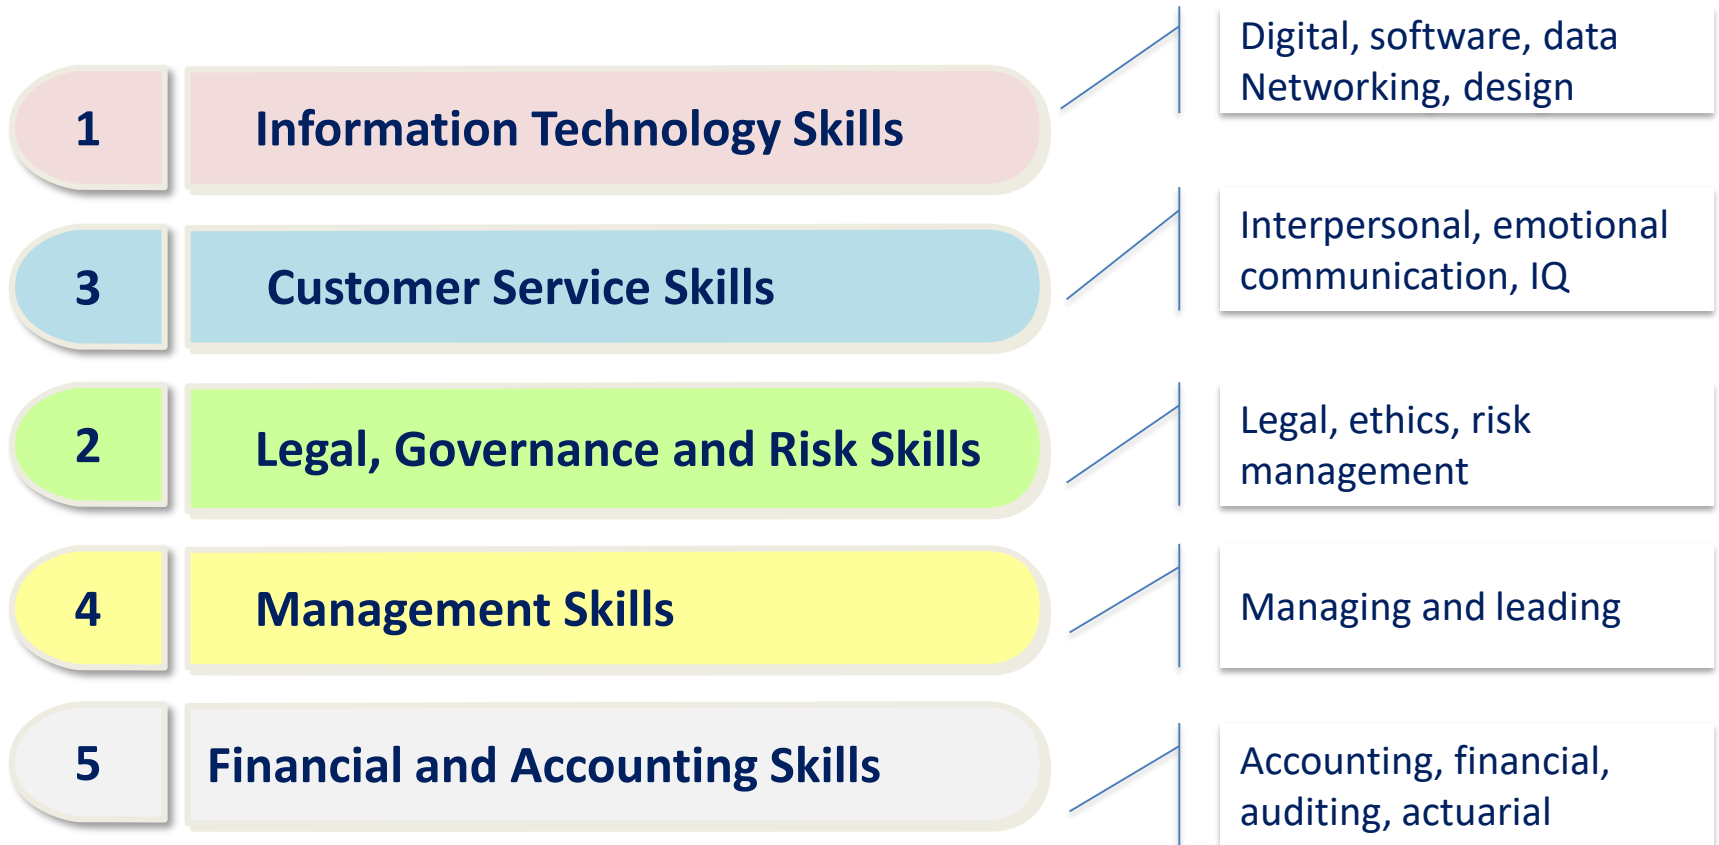 1
Information Technology Skills
Digital, software, data
Networking, design
3
Customer Service Skills
Interpersonal, emotional
communication, IQ
2
Legal, Governance and Risk Skills
Legal, ethics, risk
management
4
Management Skills
Managing and leading
5
Financial and Accounting Skills
Accounting, financial,
auditing, actuarial